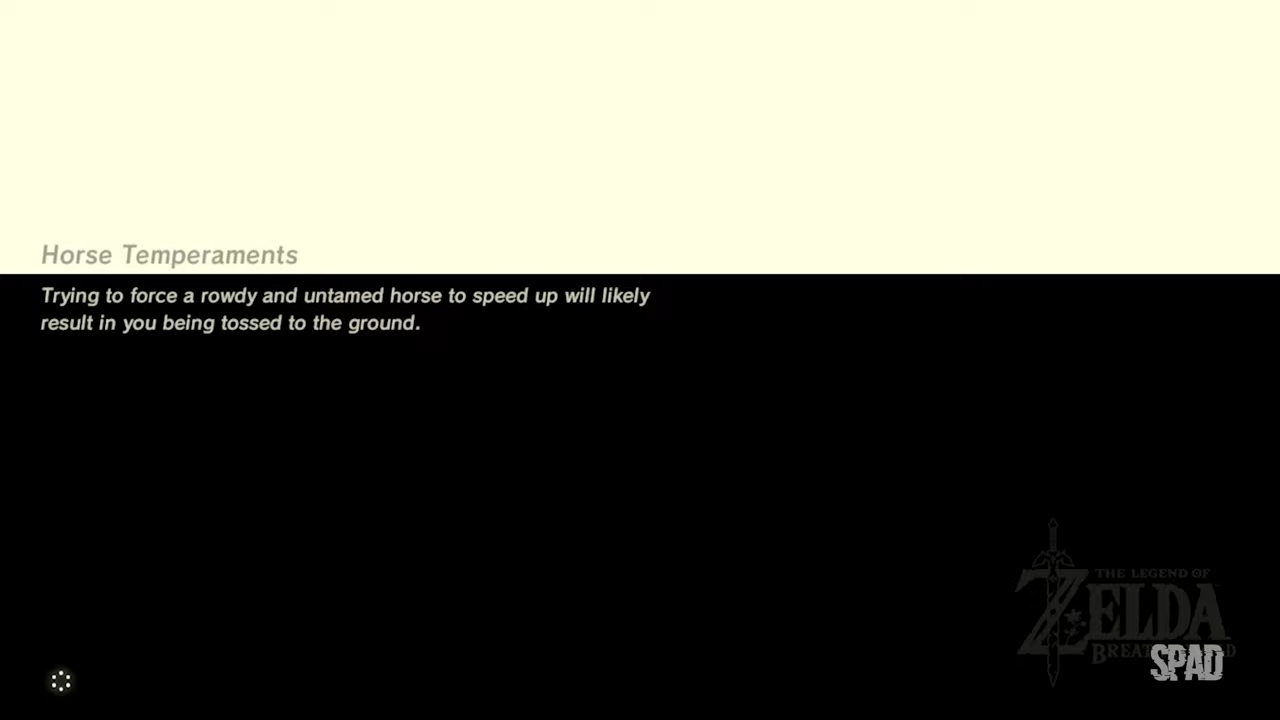 Horse Temperaments
Trying to force a rowdy and untamed horse to speed up will likely
result in you being tossed to the ground.
THE LEGEND OF
ZELDA
SPAD